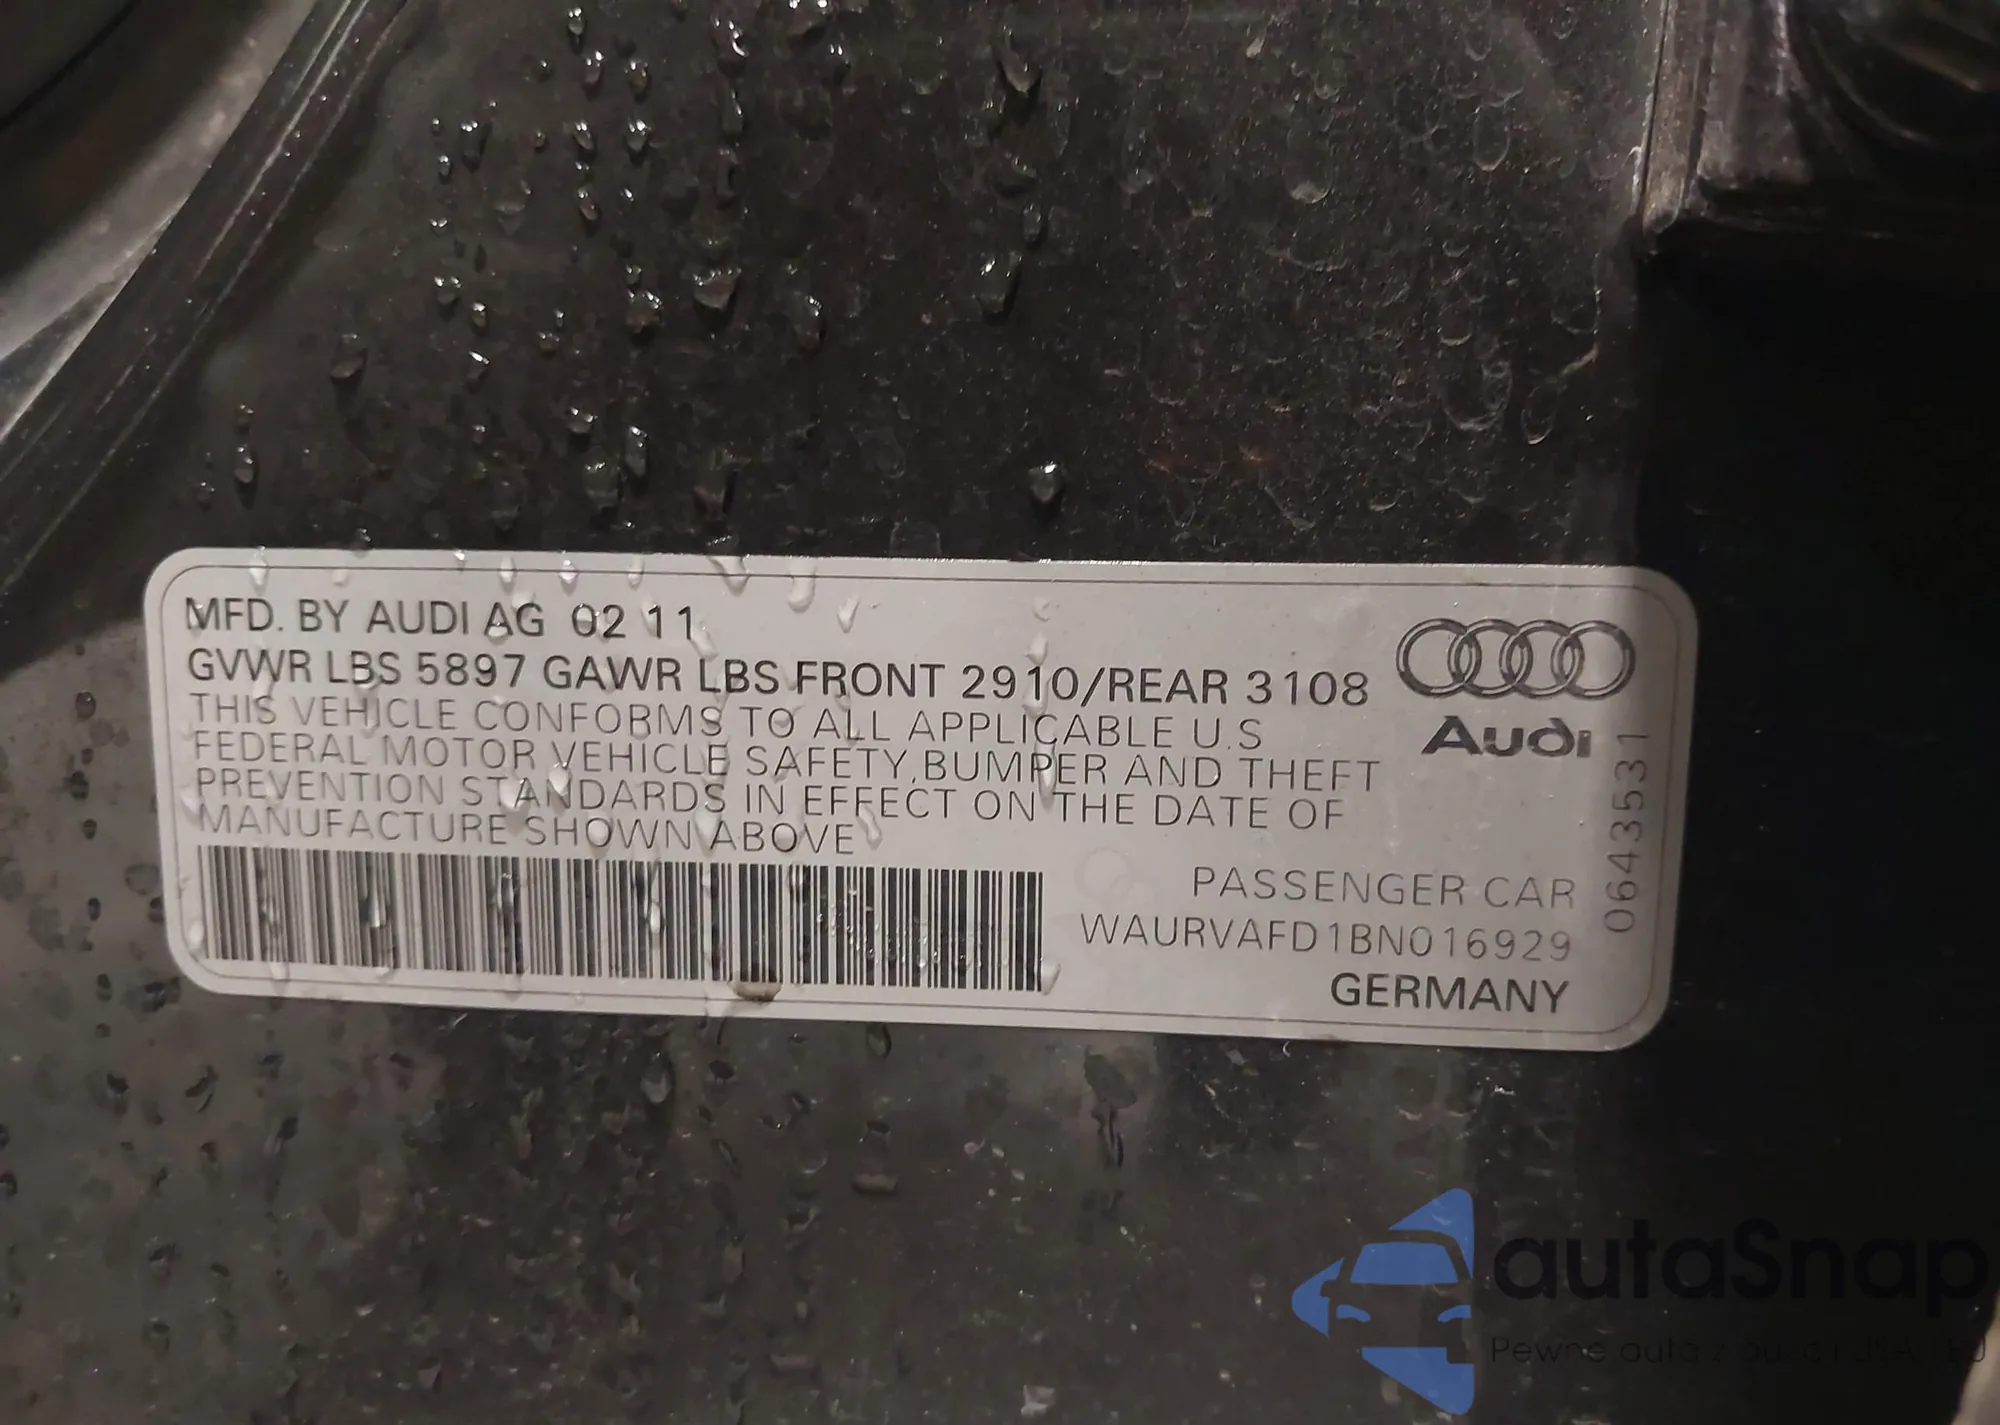 MFD. BY AUDI AG 02 11
GVWR LBS 5897 GAWR LBS FRONT 2910/REAR 3108
THIS VEHICLE CONFORMS TO ALL APPLICABLE U.S
FEDERAL MOTOR VEHICLE SAFETY, BUMPER AND THEFT
PREVENTION STANDARDS IN EFFECT ON THE DATE OF
MANUFACTURE SHOWN ABOVE
Audi
0643531
PASSENGER CAR
WAURVAFD1BN016929
GERMANY
autaSnap
Pewne auta z